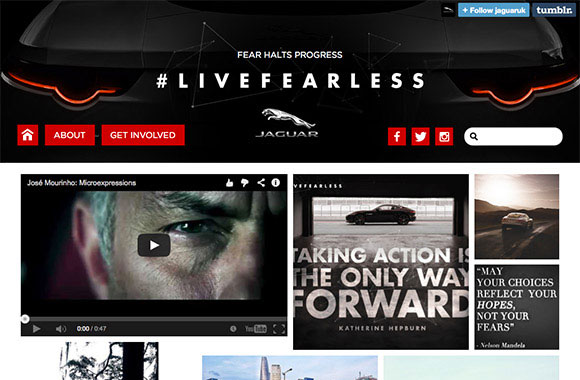 + Follow jaguaruk
tumblr.
FEAR HALTS PROGRESS
#LIVEFEARLESS
JAGUAR
ABOUT
GET INVOLVED
José Mourinho: Microexpressions
0:00 / 0:47
YouTube
VEFEARLESS
TAKING ACTION IS
THE ONLY WAY
FORWARD
KATHERINE HEPBURN
"MAY
YOUR CHOICES
REFLECT YOUR
HOPES,
NOT YOUR
FEARS"
- Nelson Mandela